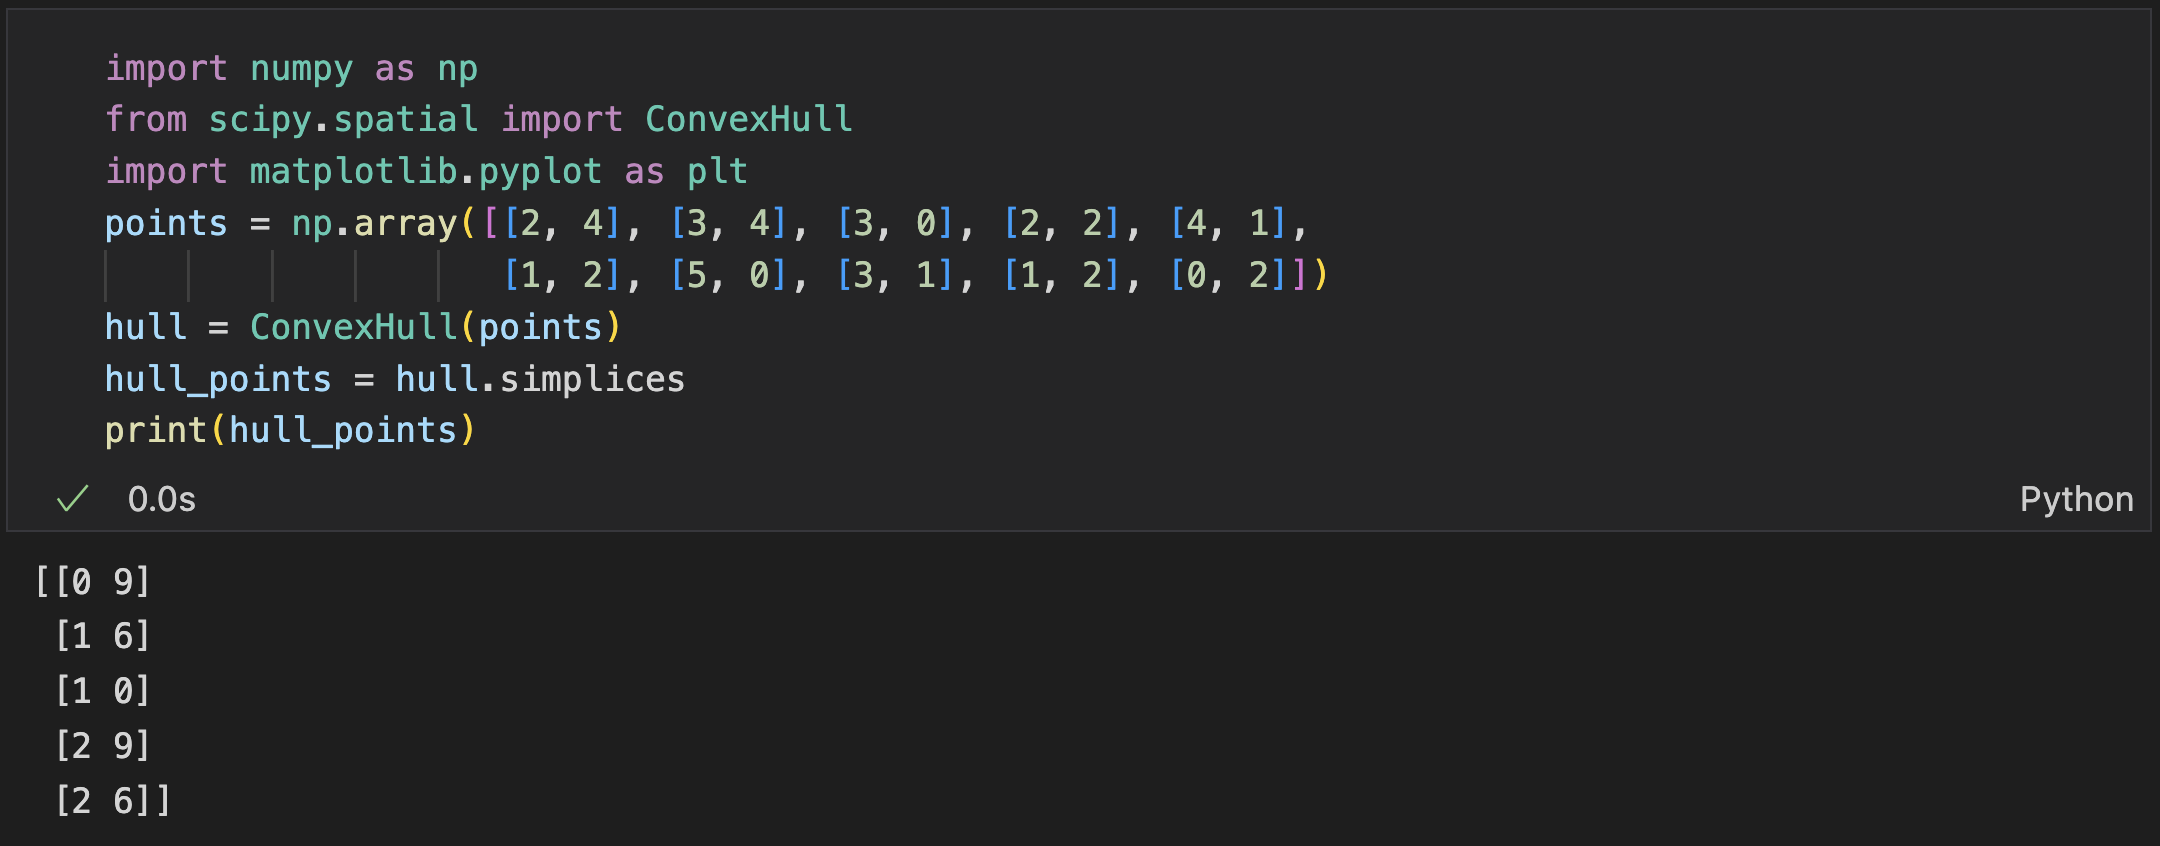 import numpy as np
from scipy.spatial import ConvexHull
import matplotlib.pyplot as plt
points = np.array([[2, 4], [3, 4], [3, 0], [2, 2], [4, 1],
                   [1, 2], [5, 0], [3, 1], [1, 2], [0, 2]])
hull = ConvexHull(points)
hull_points = hull.simplices
print(hull_points)
0.0s
Python
[[0 9]
 [1 6]
 [1 0]
 [2 9]
 [2 6]]